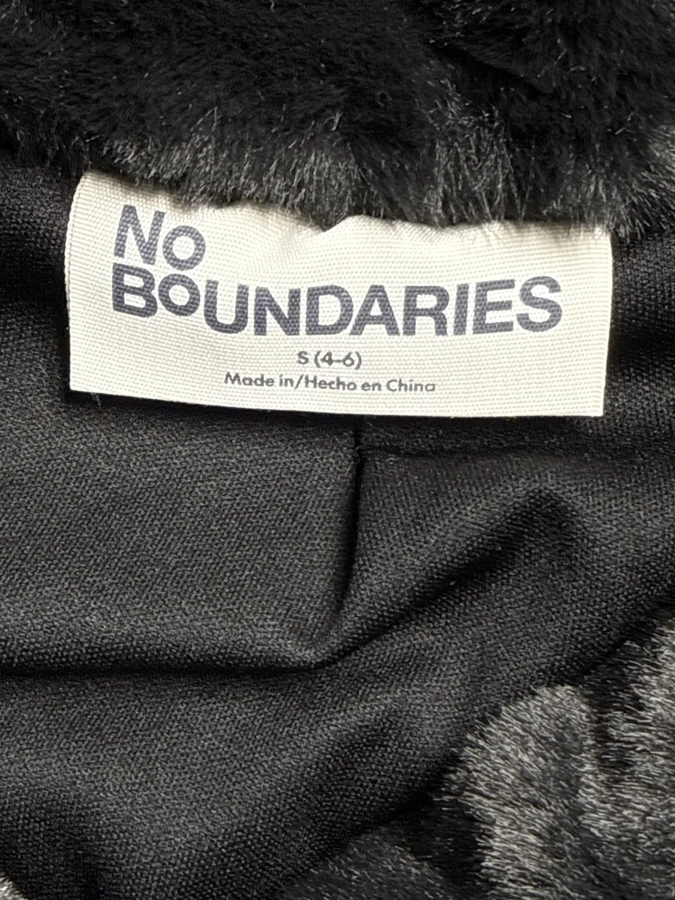 No
BoUNDARIES
S (4-6)
Made in/Hecho en China